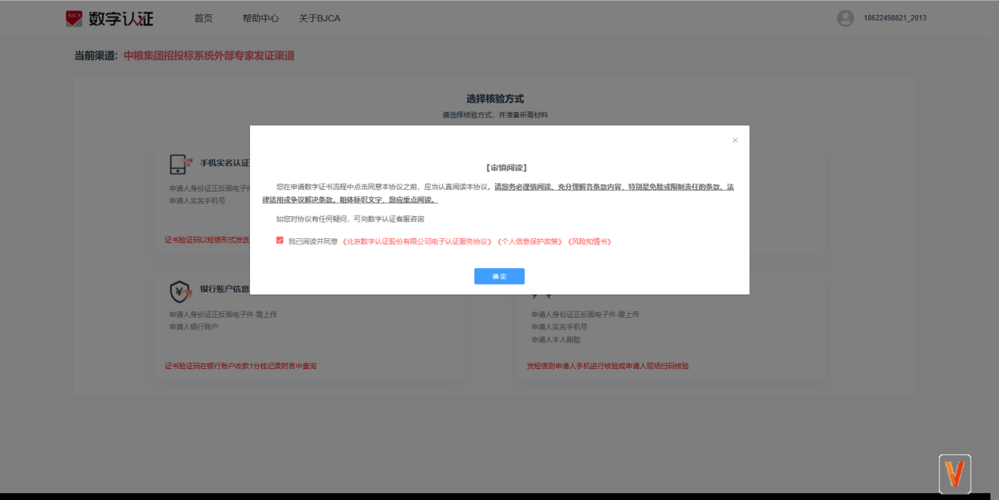 BJCA 数字认证 首页 帮助中心 关于BJCA 18622498821_2013
当前渠道：中粮集团招投标系统外部专家发证渠道
选择核验方式
请选择核验方式，并准备所需材料
×
【审慎阅读】
您在申请数字证书流程中点击同意本协议之前，应当认真阅读本协议。请您务必谨慎阅读、充分理解各条款内容，特别是免除或限制责任的条款、法
律适用或争议解决条款。粗体标识文字，您应重点阅读。
如您对协议有任何疑问，可向数字认证客服咨询
我已阅读并同意《北京数字认证股份有限公司电子认证服务协议》《个人信息保护政策》《风险知情书》
确 定
手机实名认证
· 申请人身份证正反面电子件
· 申请人实名手机号
证书验证码以短信形式发送
银行账户信息
· 申请人身份证正反面电子件-需上传
· 申请人银行账户
证书验证码在银行账户收款1分钱记录附言中查询
· 申请人身份证正反面电子件-需上传
· 申请人实名手机号
· 申请人本人刷脸
发短信到申请人手机进行核验或申请人现场扫码核验